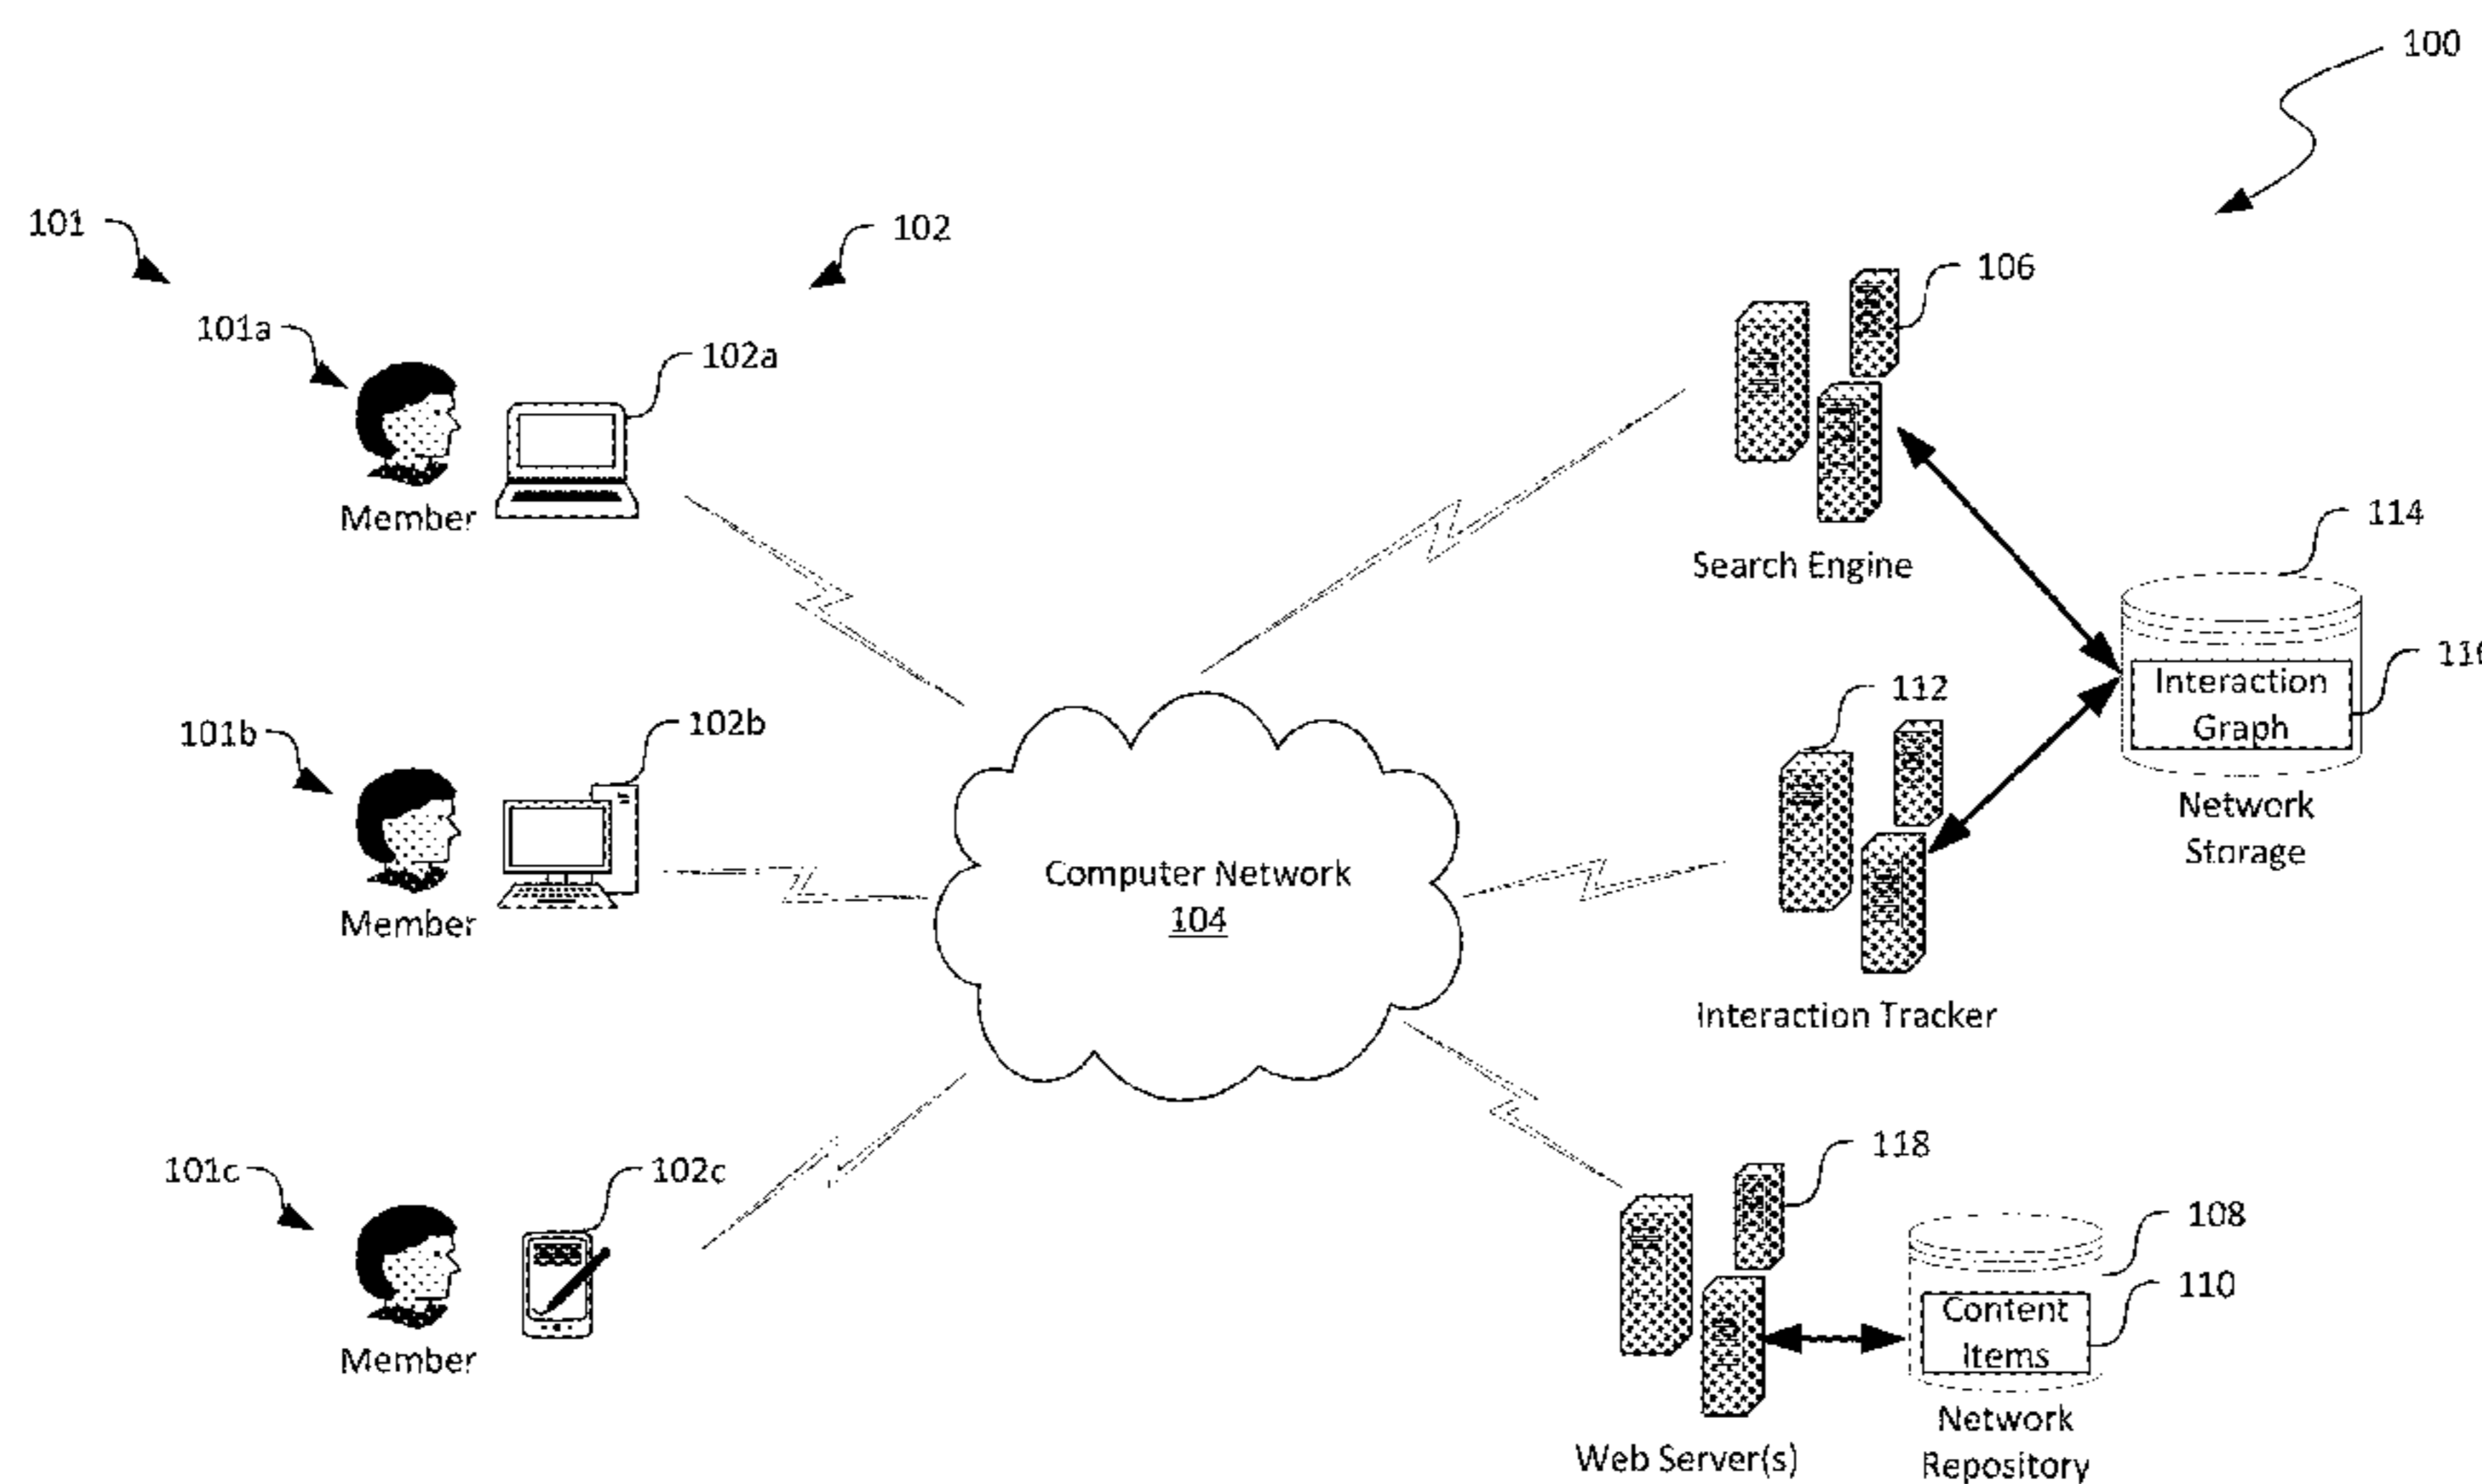 100
101
102
101a
102a
Member
106
Search Engine
114
Interaction
Graph
116
Network
Storage
101b
102b
Member
112
Computer Network
104
Interaction Tracker
101c
102c
Member
118
108
110
Content
Items
Web Server(s)
Network
Repository